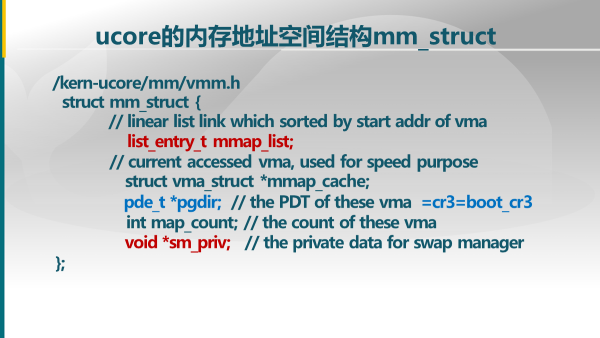 ucore的内存地址空间结构mm_struct
/kern-ucore/mm/vmm.h
struct mm_struct {
// linear list link which sorted by start addr of vma
list_entry_t mmap_list;
// current accessed vma, used for speed purpose
struct vma_struct *mmap_cache;
pde_t *pgdir; // the PDT of these vma =cr3=boot_cr3
int map_count; // the count of these vma
void *sm_priv; // the private data for swap manager
};